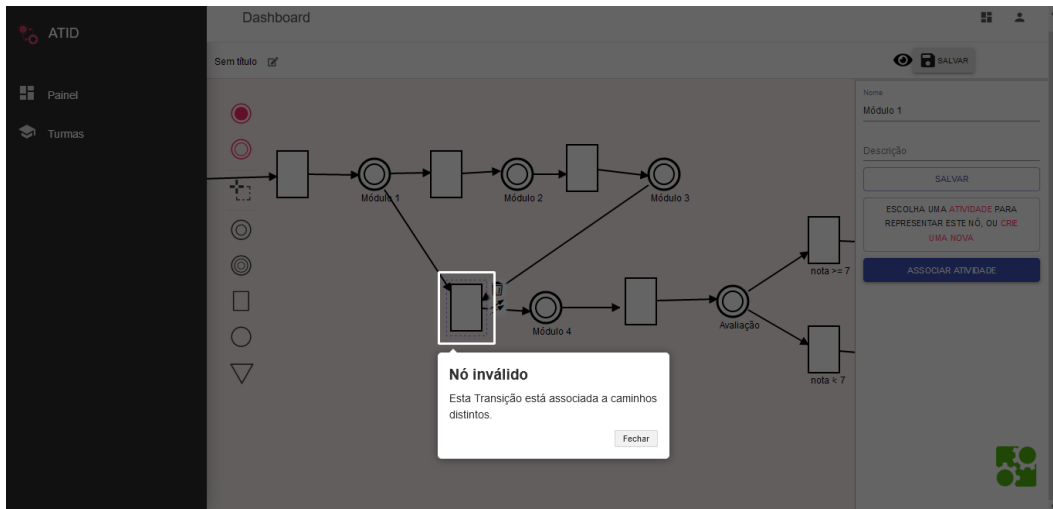 ATID
Dashboard
Sem título
SALVAR
Painel
Turmas
Nome
Módulo 1
Descrição
SALVAR
ESCOLHA UMA ATIVIDADE PARA
REPRESENTAR ESTE NÓ, OU CRIE
UMA NOVA
ASSOCIAR ATIVIDADE
Módulo 1
Módulo 2
Módulo 3
nota >= 7
Módulo 4
Avaliação
nota < 7
Nó inválido
Esta Transição está associada a caminhos
distintos.
Fechar